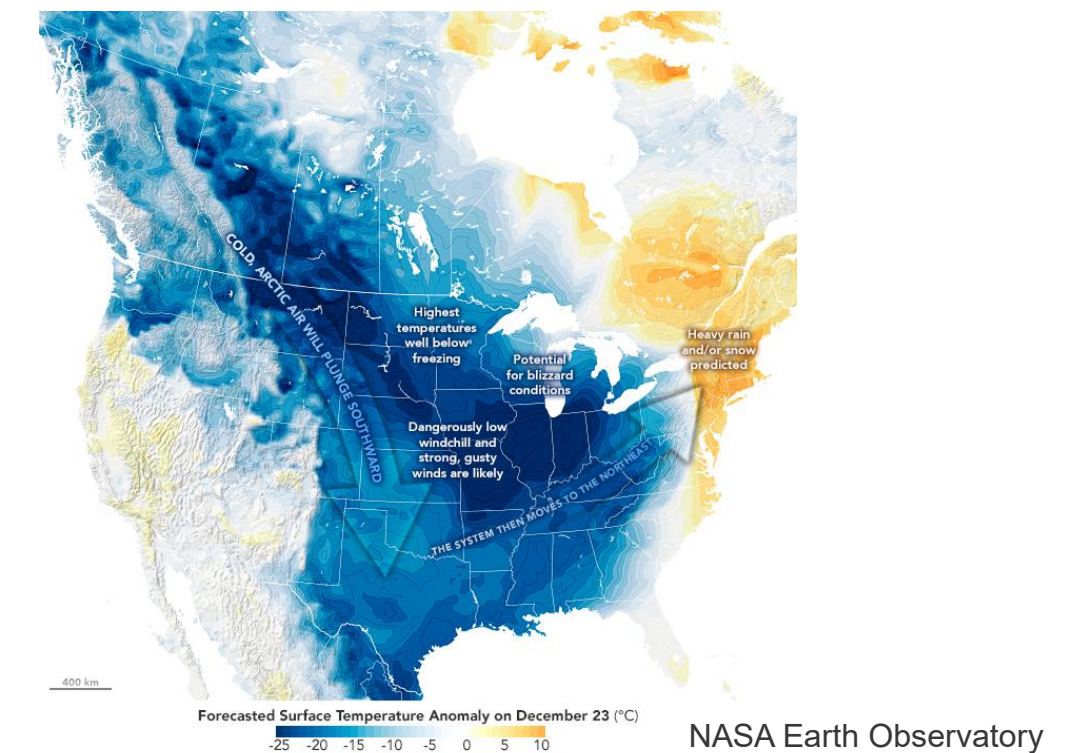 COLD, ARCTIC AIR WILL PLUNGE SOUTHWARD
Highest
temperatures
well below
freezing
Potential
for blizzard
conditions
Heavy rain
and/or snow
predicted
Dangerously low
windchill and
strong, gusty
winds are likely
THE SYSTEM THEN MOVES TO THE NORTHEAST
400 km
Forecasted Surface Temperature Anomaly on December 23 (°C)
-25 -20 -15 -10 -5 0 5 10
NASA Earth Observatory